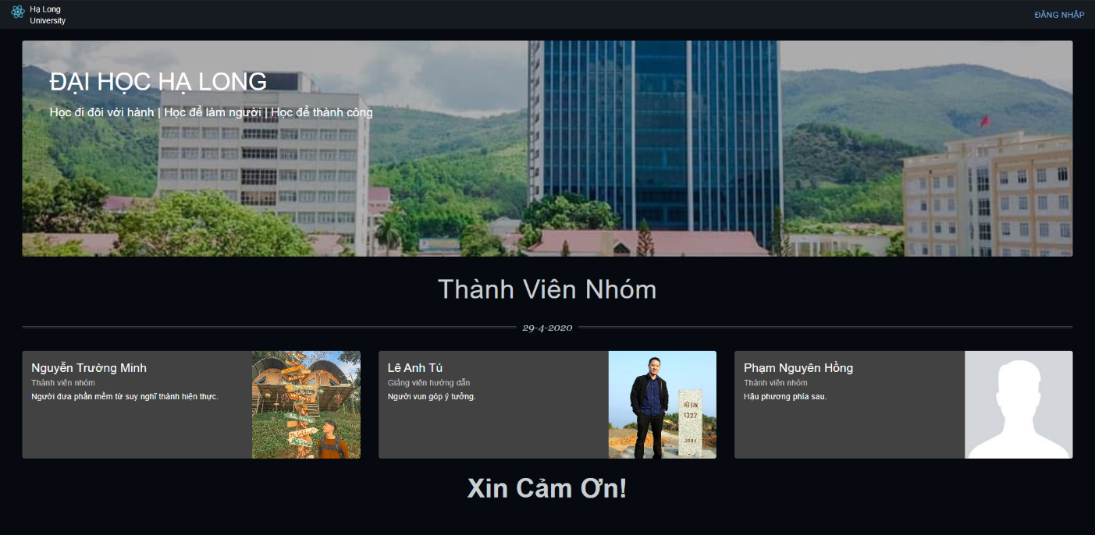 Hạ Long
University
ĐĂNG NHẬP
ĐẠI HỌC HẠ LONG
Học đi đôi với hành | Học để làm người | Học để thành công
Thành Viên Nhóm
29-4-2020
Nguyễn Trường Minh
Thành viên nhóm
Người đưa phần mềm từ suy nghĩ thành hiện thực.
Lê Anh Tú
Giảng viên hướng dẫn
Người vun góp ý tưởng.
1327
Phạm Nguyên Hồng
Thành viên nhóm
Hậu phương phía sau.
Xin Cảm Ơn!